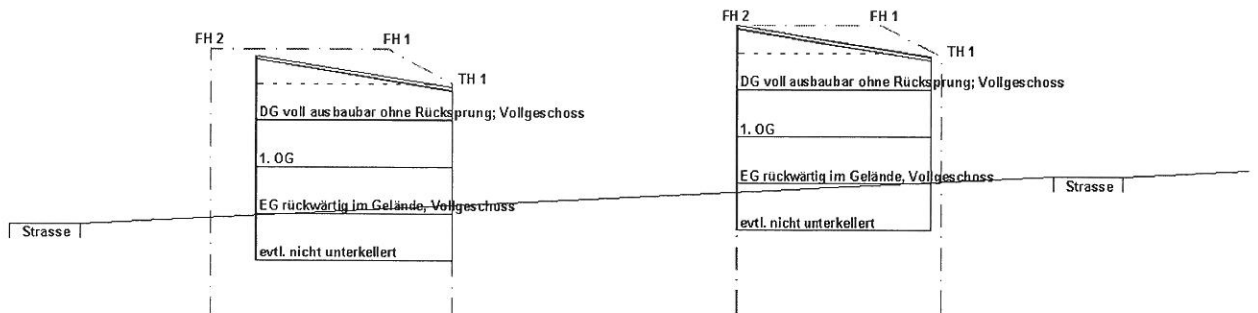 FH 2
FH 1
TH 1
DG voll ausbaubar ohne Rücksprung; Vollgeschoss
1. OG
EG rückwärtig im Gelände, Vollgeschoss
evtl. nicht unterkellert
Strasse
FH 2
FH 1
TH 1
DG voll ausbaubar ohne Rücksprung; Vollgeschoss
1. OG
EG rückwärtig im Gelände, Vollgeschoss
evtl. nicht unterkellert
Strasse